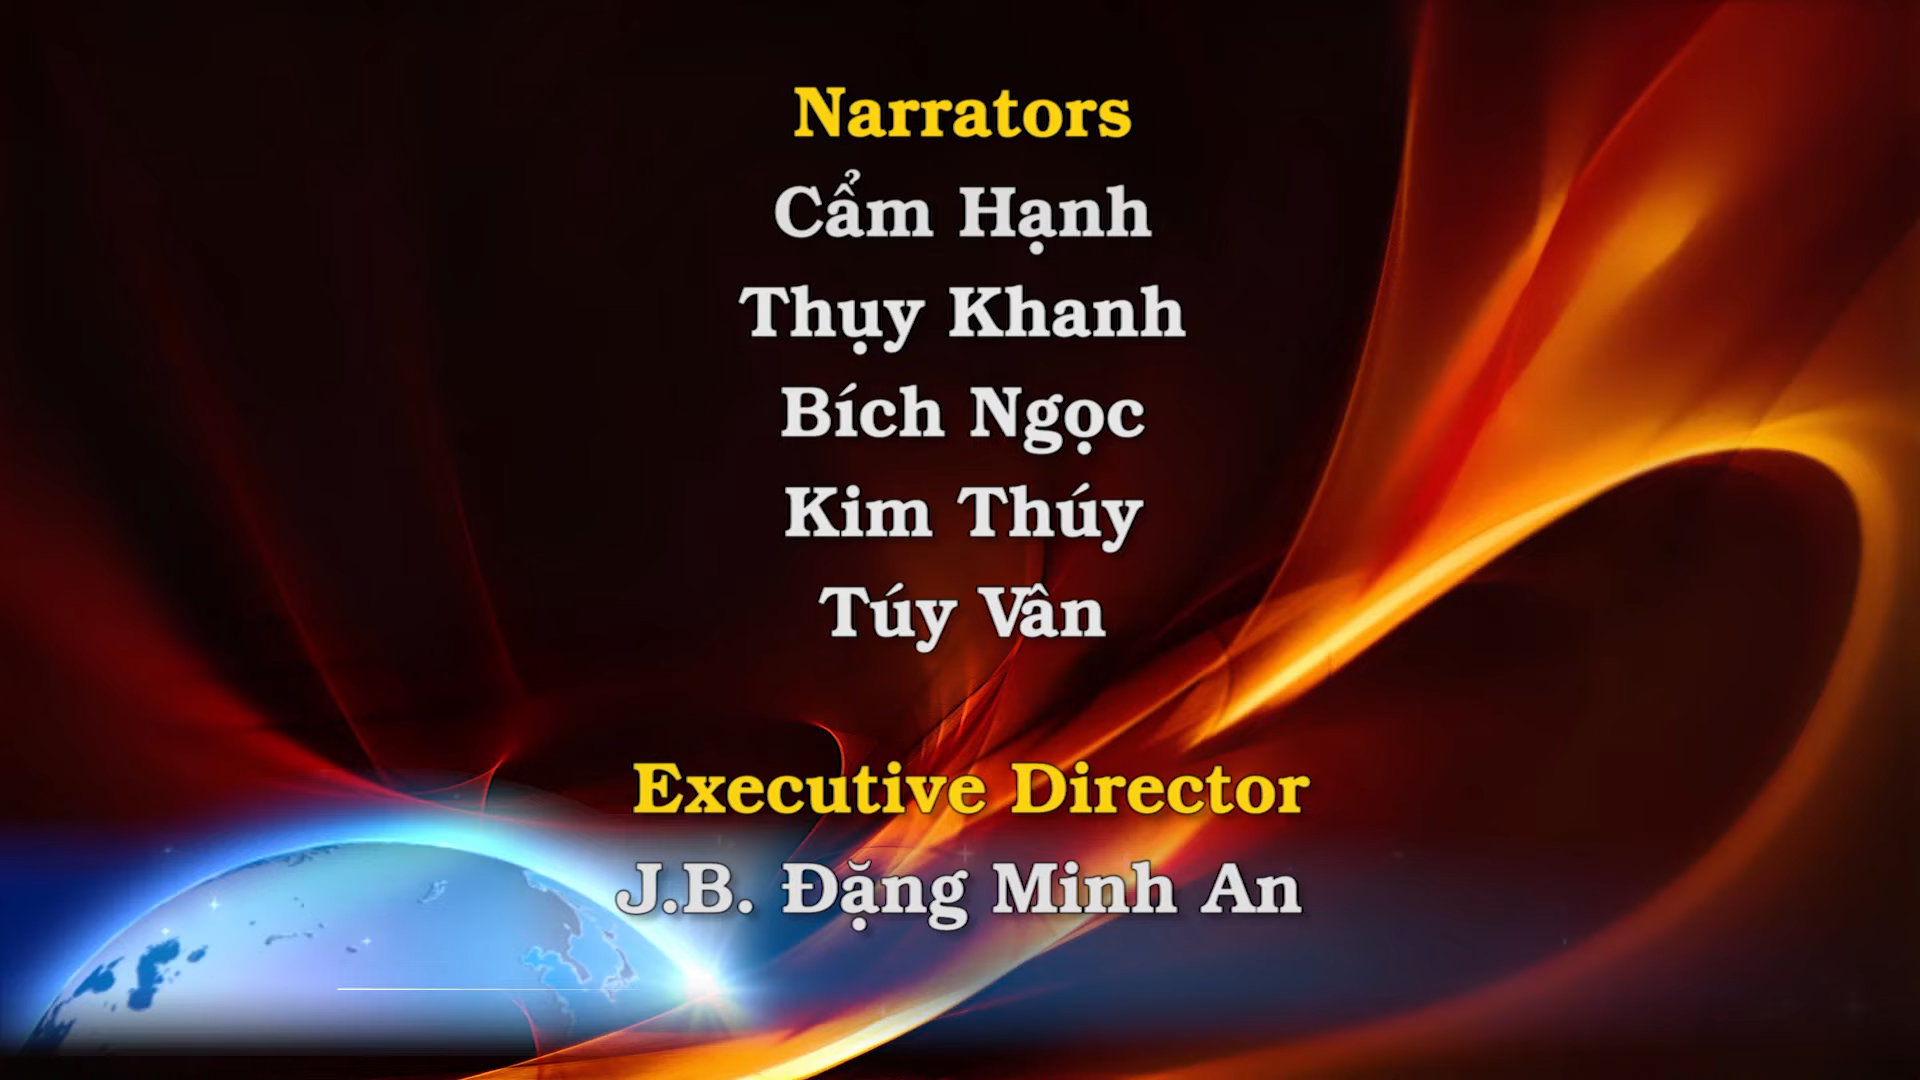 Narrators
Cẩm Hạnh
Thụy Khanh
Bích Ngọc
Kim Thúy
Túy Vân
Executive Director
J.B. Đặng Minh An